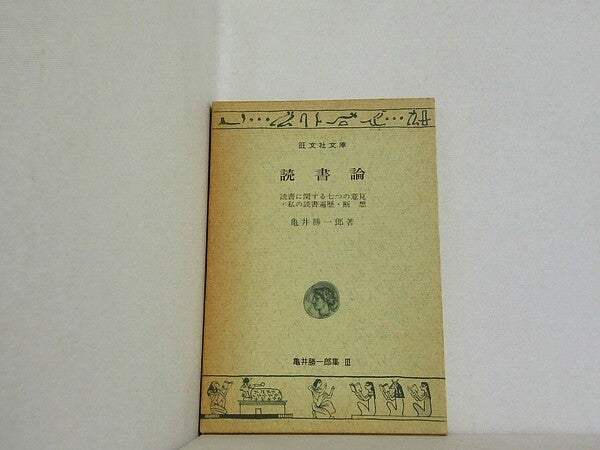 旺文社文庫
読書論
読書に関する七つの意見
・私の読書遍歴・断想
亀井勝一郎著
亀井勝一郎集 Ⅲ